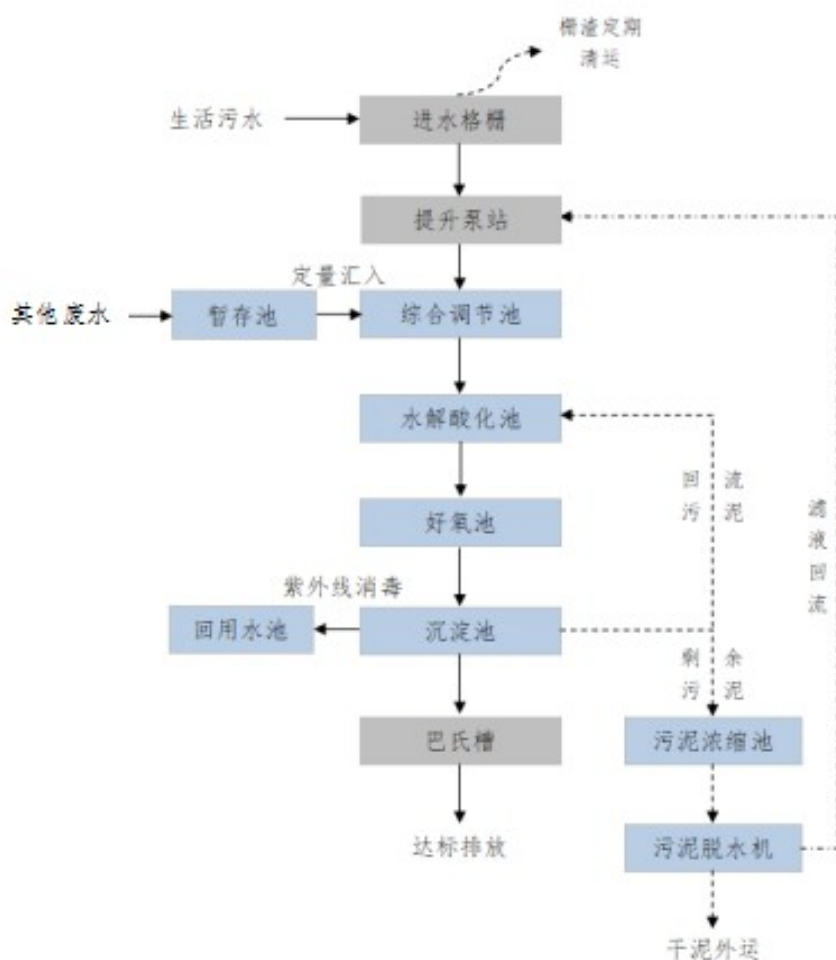 栅渣定期
清运
生活污水
进水格栅
提升泵站
定量汇入
其他废水
暂存池
综合调节池
水解酸化池
回流
污泥
滤液回流
好氧池
紫外线消毒
回用水池
沉淀池
剩余
污泥
巴氏槽
污泥浓缩池
达标排放
污泥脱水机
干泥外运